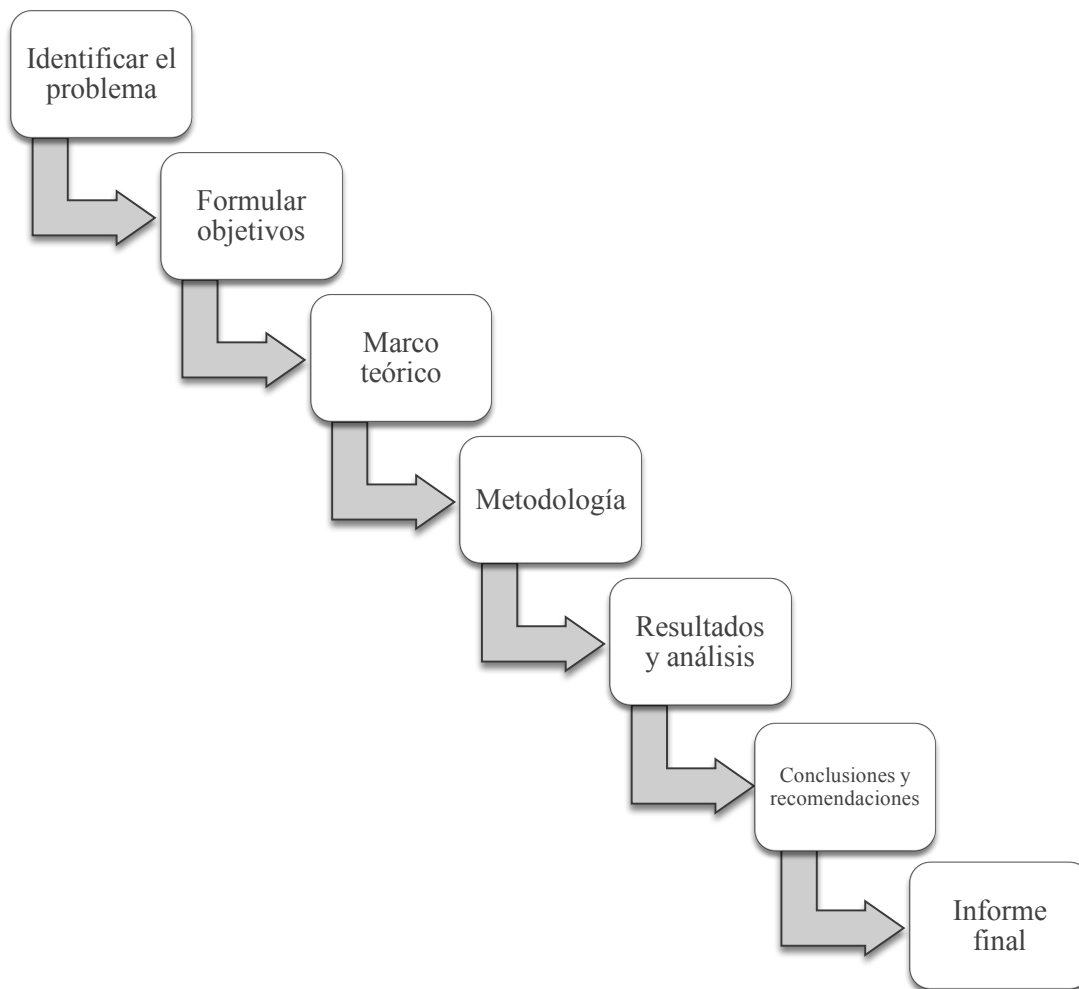 Identificar el
problema
Formular
objetivos
Marco
teórico
Metodología
Resultados
y análisis
Conclusiones y
recomendaciones
Informe
final